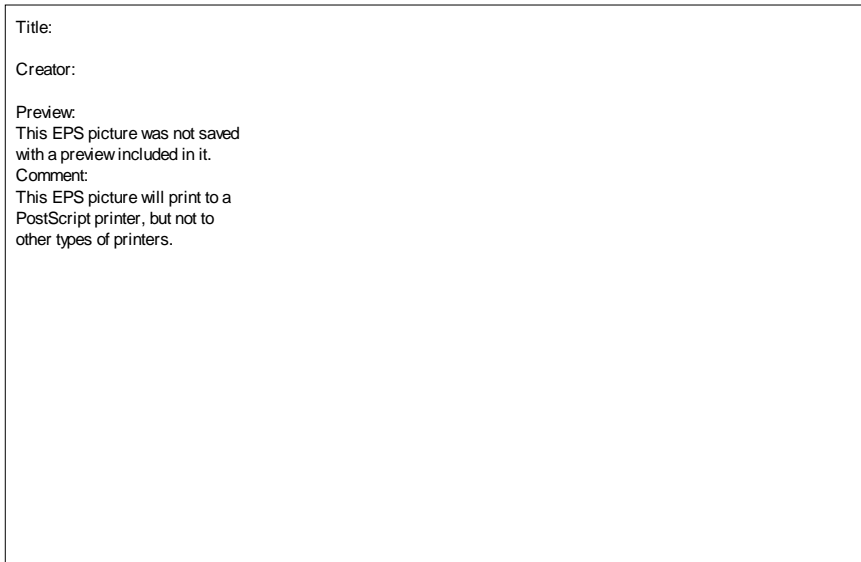 Title:
Creator:
Preview:
This EPS picture was not saved
with a preview included in it.
Comment:
This EPS picture will print to a
PostScript printer, but not to
other types of printers.